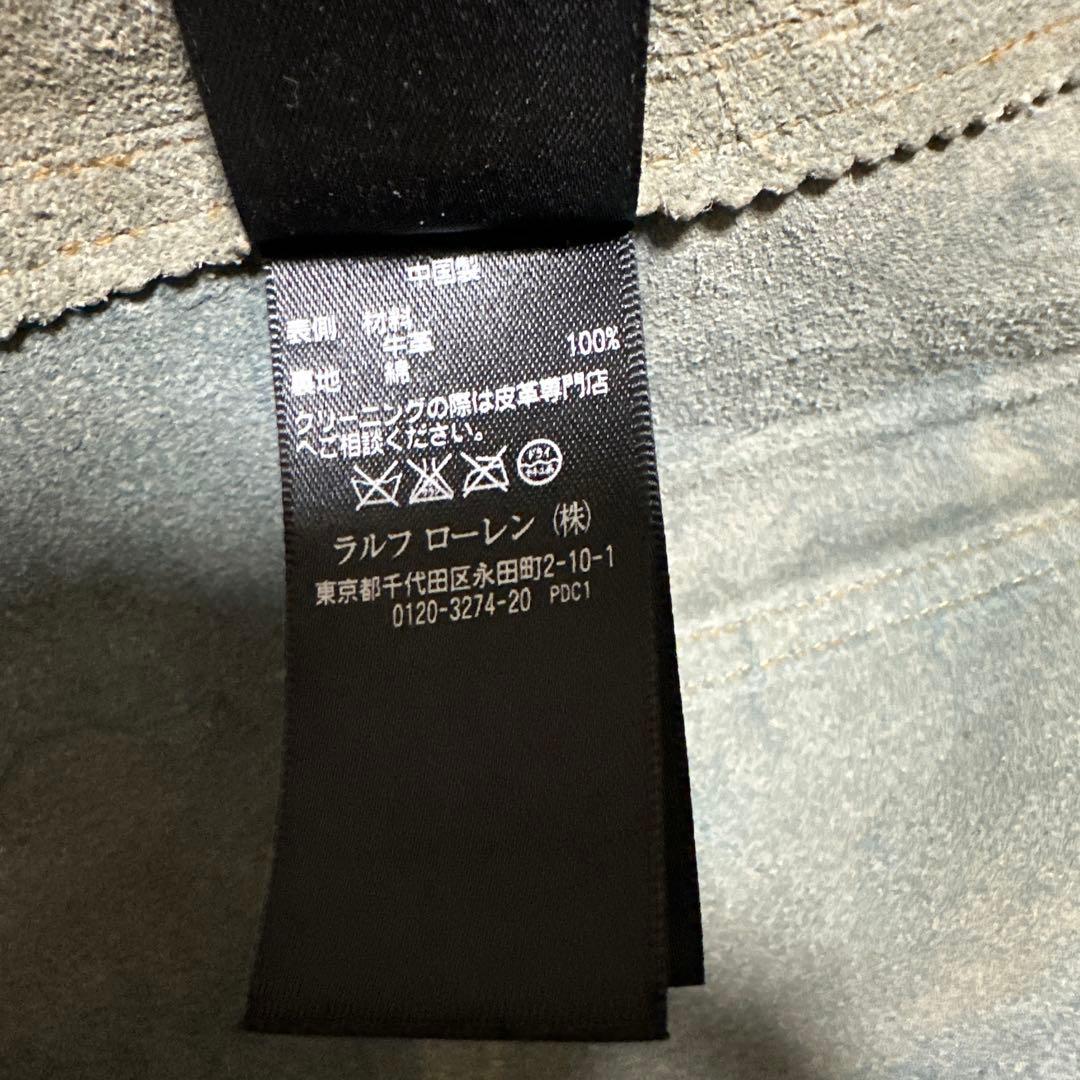 中国製
表側 材料
牛革
裏地 綿 100%
クリーニングの際は皮革専門店
へご相談ください。
ドライ
ラルフ ローレン (株)
東京都千代田区永田町2-10-1
0120-3274-20 PDC1